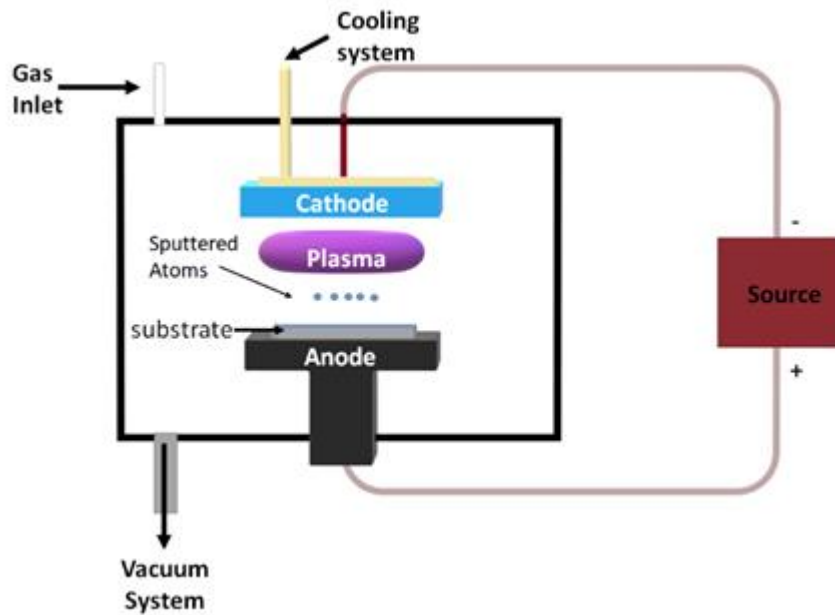 Cooling
system
Gas
Inlet
Cathode
Sputtered
Atoms
Plasma
-
Source
substrate
Anode
+
Vacuum
System